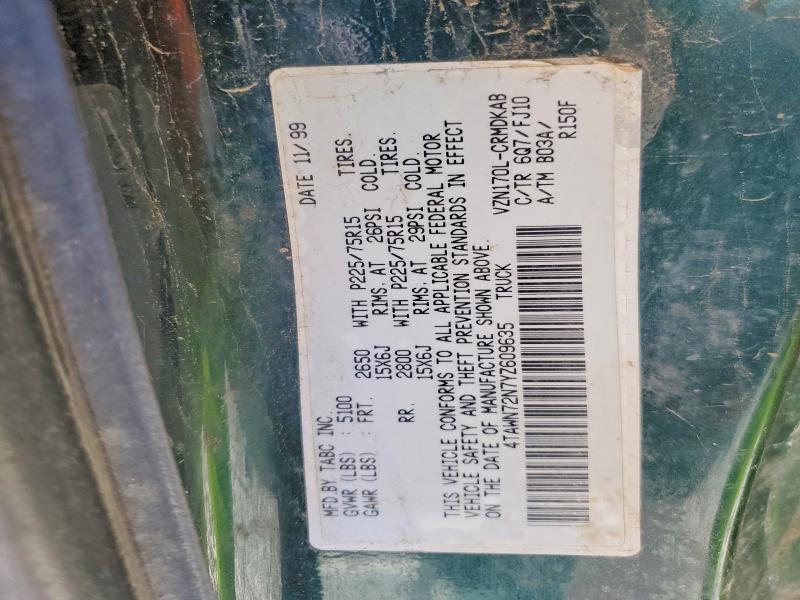 DATE 11/99
MFD BY TABC INC.
GVWR (LBS) : 5100
GAWR (LBS) : FRT. 2650 WITH P225/75R15 TIRES.
15X6J RIMS. AT 26PSI COLD.
RR. 2800 WITH P225/75R15 TIRES.
15X6J RIMS. AT 29PSI COLD.
THIS VEHICLE CONFORMS TO ALL APPLICABLE FEDERAL MOTOR
VEHICLE SAFETY AND THEFT PREVENTION STANDARDS IN EFFECT
ON THE DATE OF MANUFACTURE SHOWN ABOVE.
4TAWN72N7YZ609635 TRUCK
VZN170L-CRMDKAB
C/TR 6Q7/FJ10
A/TM B03A/
R150F